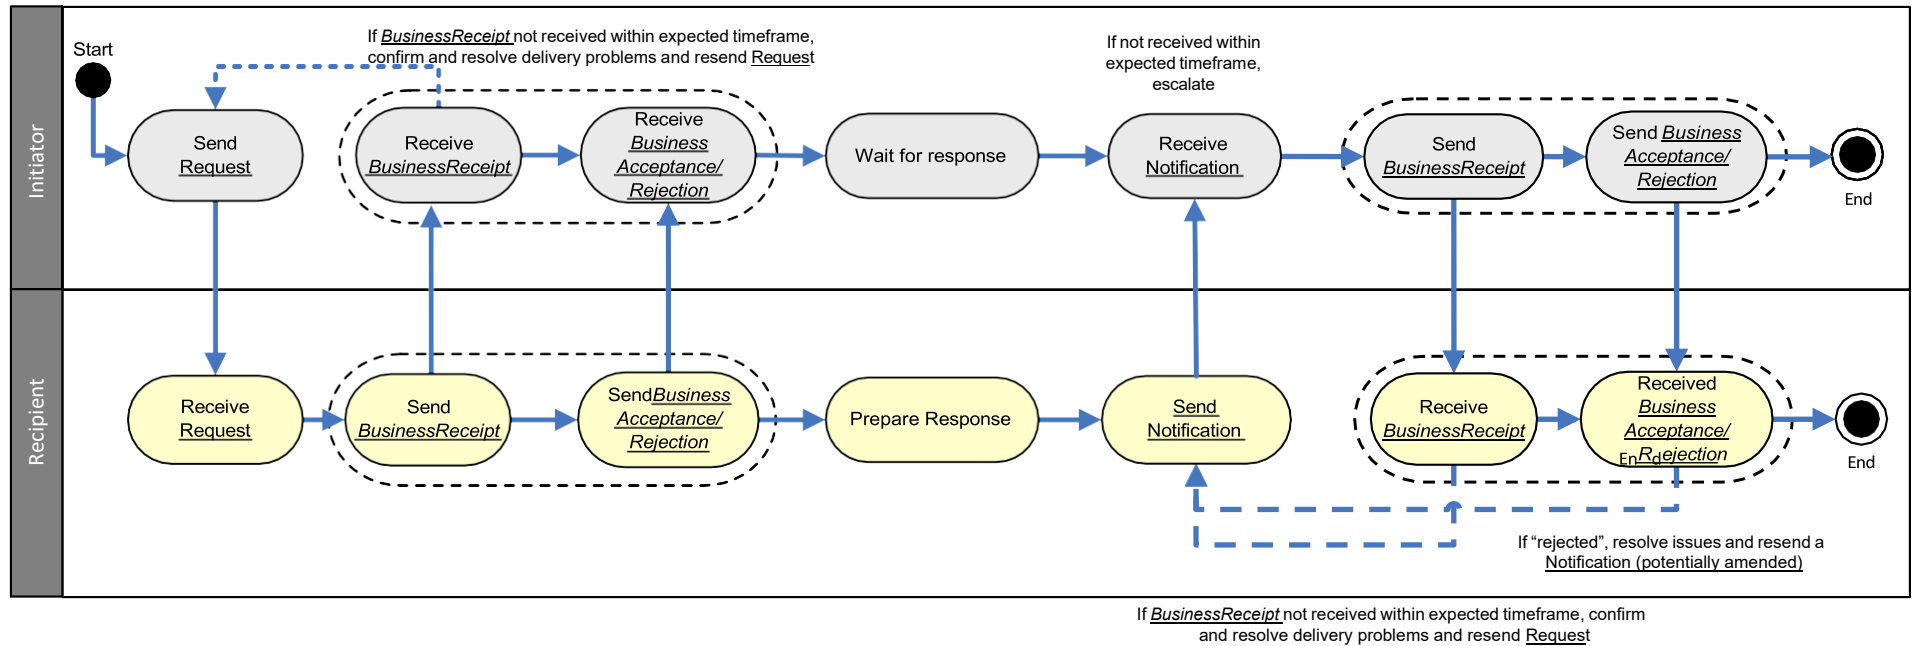 If BusinessReceipt not received within expected timeframe,
confirm and resolve delivery problems and resend Request
If not received within
expected timeframe,
escalate
Start
Initiator
Send
Request
Receive
BusinessReceipt
Receive
Business
Acceptance/
Rejection
Wait for response
Receive
Notification
Send
BusinessReceipt
Send Business
Acceptance/
Rejection
End
Recipient
Receive
Request
Send
BusinessReceipt
SendBusiness
Acceptance/
Rejection
Prepare Response
Send
Notification
Receive
BusinessReceipt
Received
Business
Acceptance/
Rejection
End
End
If “rejected”, resolve issues and resend a
Notification (potentially amended)
If BusinessReceipt not received within expected timeframe, confirm
and resolve delivery problems and resend Request